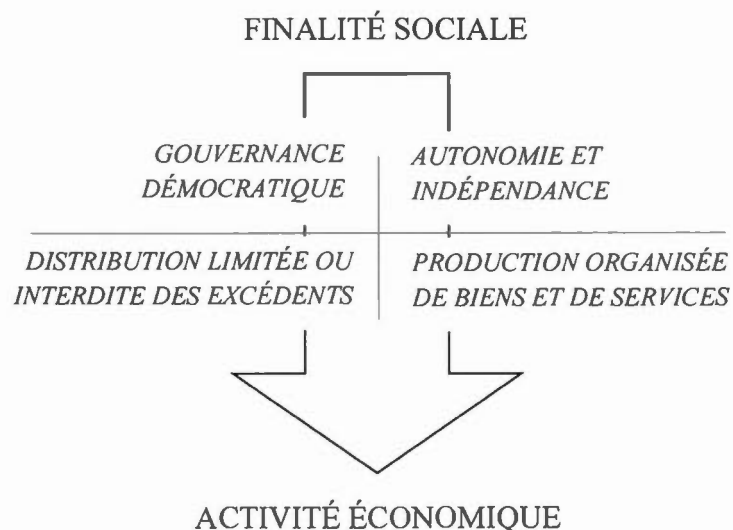 FINALITÉ SOCIALE
GOUVERNANCE
DÉMOCRATIQUE
AUTONOMIE ET
INDÉPENDANCE
DISTRIBUTION LIMITÉE OU
INTERDITE DES EXCÉDENTS
PRODUCTION ORGANISÉE
DE BIENS ET DE SERVICES
ACTIVITÉ ÉCONOMIQUE